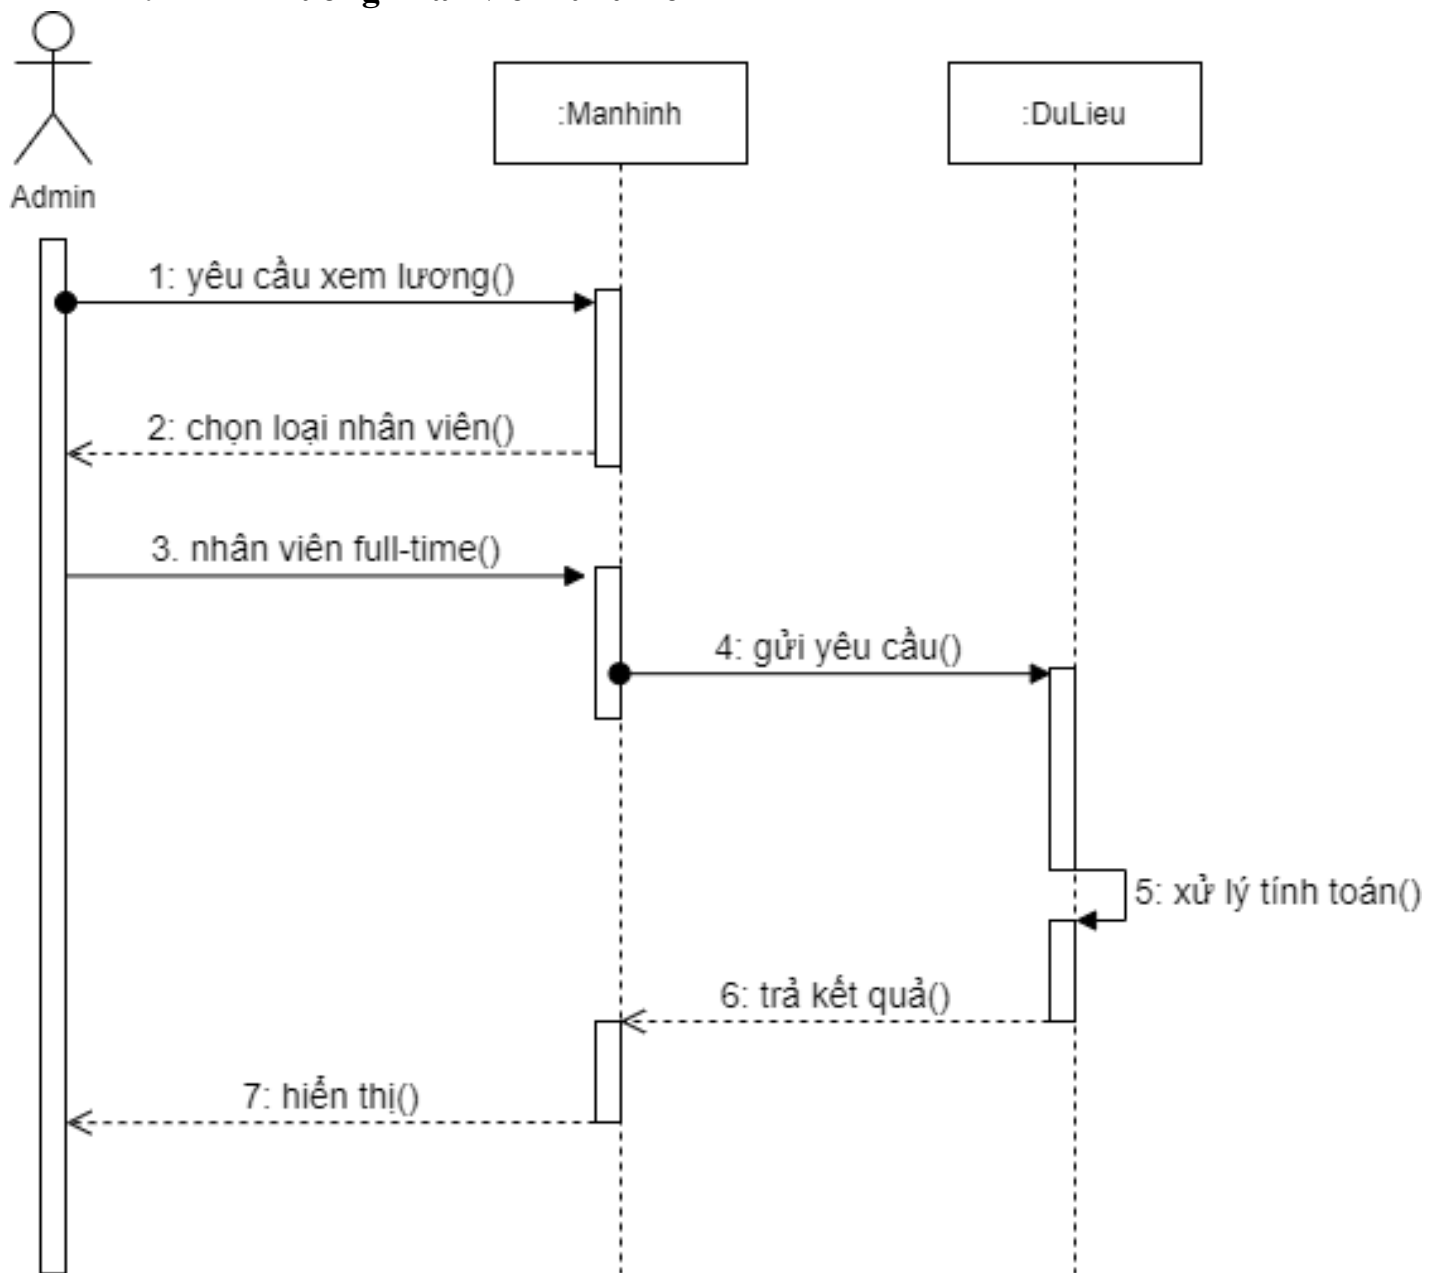 :Manhinh
:DuLieu
Admin
1: yêu cầu xem lương()
2: chọn loại nhân viên()
3. nhân viên full-time()
4: gửi yêu cầu()
5: xử lý tính toán()
6: trả kết quả()
7: hiển thị()